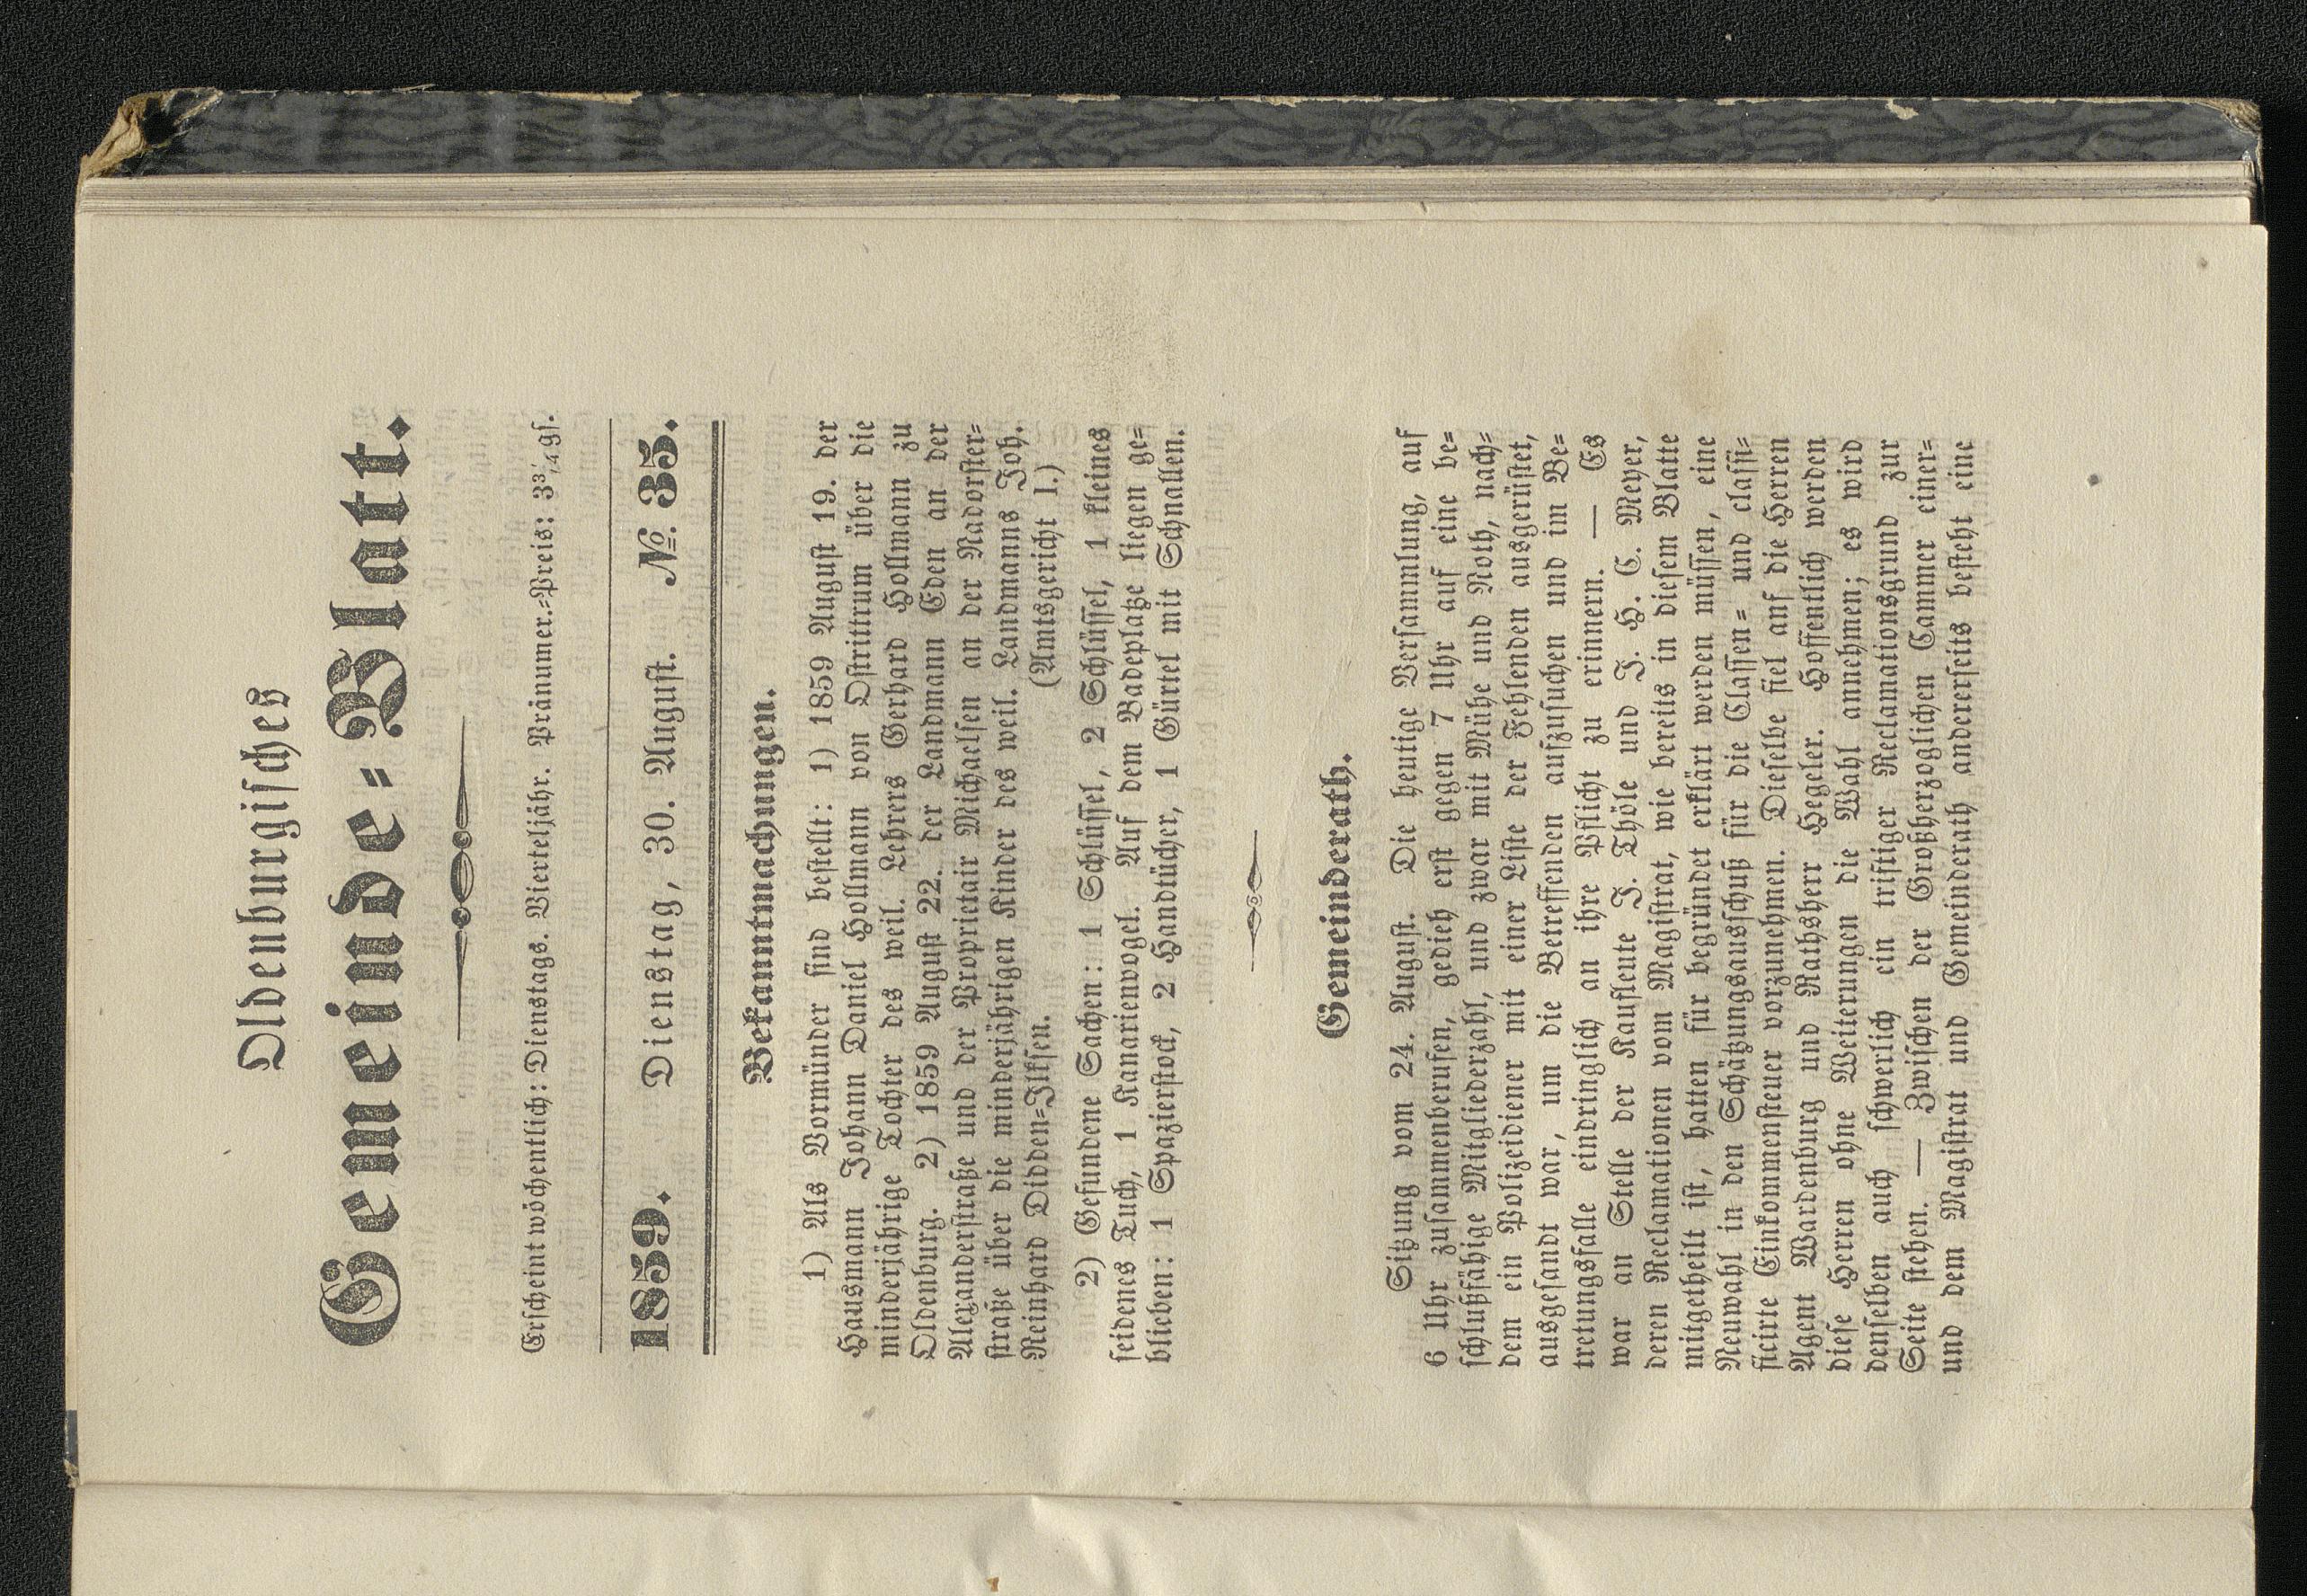 Oldenburgisches
Gemeinde-Blatt.
Erscheint wöchentlich: Dienstags. Vierteljähr. Pränumer.-Preis: 3¾ gs.
1859. Dienstag, 30. August. №. 35.
Bekanntmachungen.
1) Als Vormünder sind bestellt: 1) 1859 August 19. der
Hausmann Johann Daniel Hollmann von Ostrittrum über die
minderjährige Tochter des weil. Lehrers Gerhard Hollmann zu
Oldenburg. 2) 1859 August 22. der Landmann Eden an der
Alexanderstraße und der Proprietair Michaelsen an der Nadorster-
straße über die minderjährigen Kinder des weil. Landmanns Joh.
Reinhard Didden-Ilksen. (Amtsgericht I.)
2) Gefundene Sachen: 1 Schlüssel, 2 Schlüssel, 1 kleines
seidenes Tuch, 1 Kanarienvogel. Auf dem Badeplatze liegen ge-
blieben: 1 Spazierstock, 2 Handtücher, 1 Gürtel mit Schnallen.
Gemeinderath.
Sitzung vom 24. August. Die heutige Versammlung, auf
6 Uhr zusammenberufen, gedieh erst gegen 7 Uhr auf eine be-
schlußfähige Mitgliederzahl, und zwar mit Mühe und Noth, nach-
dem ein Polizeidiener mit einer Liste der Fehlenden ausgerüstet,
ausgesandt war, um die Betreffenden aufzusuchen und im Be-
tretungsfalle eindringlich an ihre Pflicht zu erinnern. — Es
war an Stelle der Kaufleute J. Thöle und J. H. C. Meyer,
deren Reclamationen vom Magistrat, wie bereits in diesem Blatte
mitgetheilt ist, hatten für begründet erklärt werden müssen, eine
Neuwahl in den Schätzungsausschuß für die Classen- und classi-
ficirte Einkommensteuer vorzunehmen. Dieselbe fiel anf die Herren
Agent Wardenburg und Rathsherr Hegeler. Hoffentlich werden
diese Herren ohne Weiterungen die Wahl annehmen; es wird
denselben auch schwerlich ein triftiger Reclamationsgrund zur
Seite stehen. — Zwischen der Großherzoglichen Cammer einer-
und dem Magistrat und Gemeinderath andererseits besteht eine